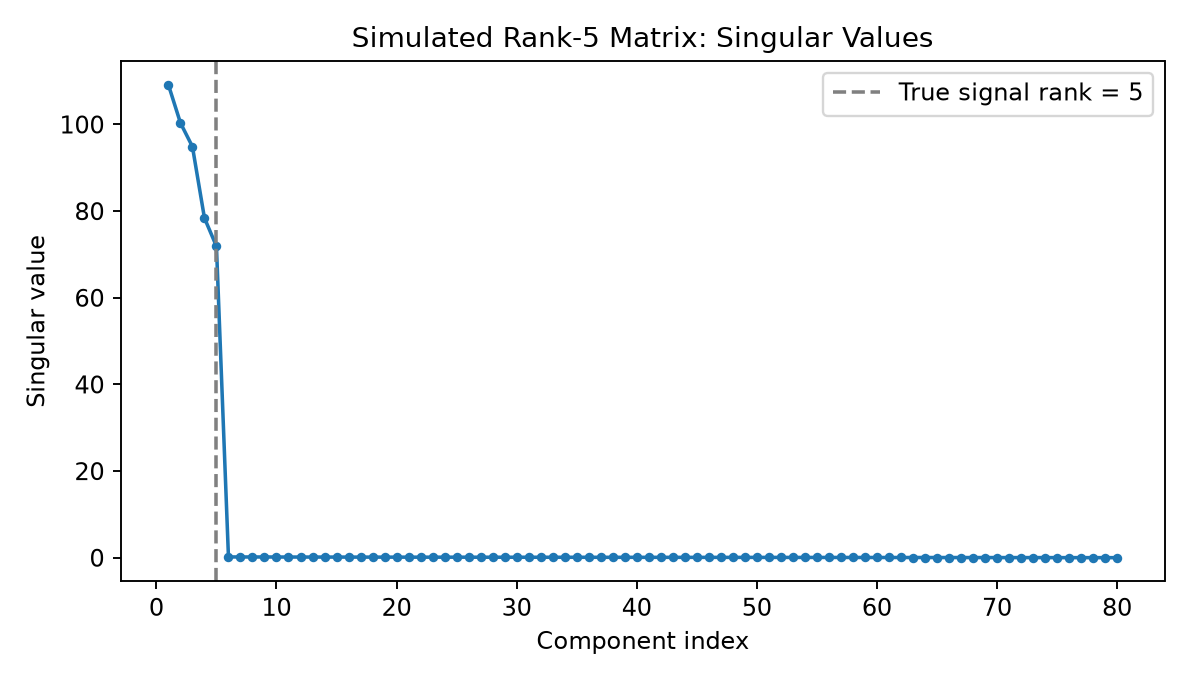 Simulated Rank-5 Matrix: Singular Values
True signal rank = 5
100
80
60
40
20
0
Singular value
0 10 20 30 40 50 60 70 80
Component index